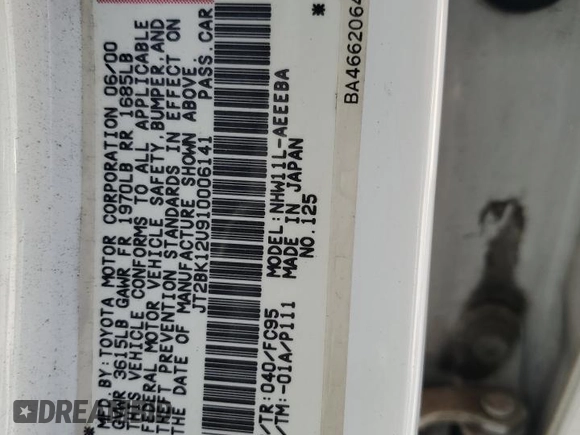 MFD. BY: TOYOTA MOTOR CORPORATION 06/00
GVWR 3615LB GAWR FR 1970LB RR 1685LB
THIS VEHICLE CONFORMS TO ALL APPLICABLE
FEDERAL MOTOR VEHICLE SAFETY, BUMPER, AND
THEFT PREVENTION STANDARDS IN EFFECT ON
THE DATE OF MANUFACTURE SHOWN ABOVE.
JT2BK12U910006141 PASS. CAR
/TR: 040/FC95 MODEL: NHW11L-AEEEBA
/TM: -01A/P111 MADE IN JAPAN
NO. 125
BA4662064